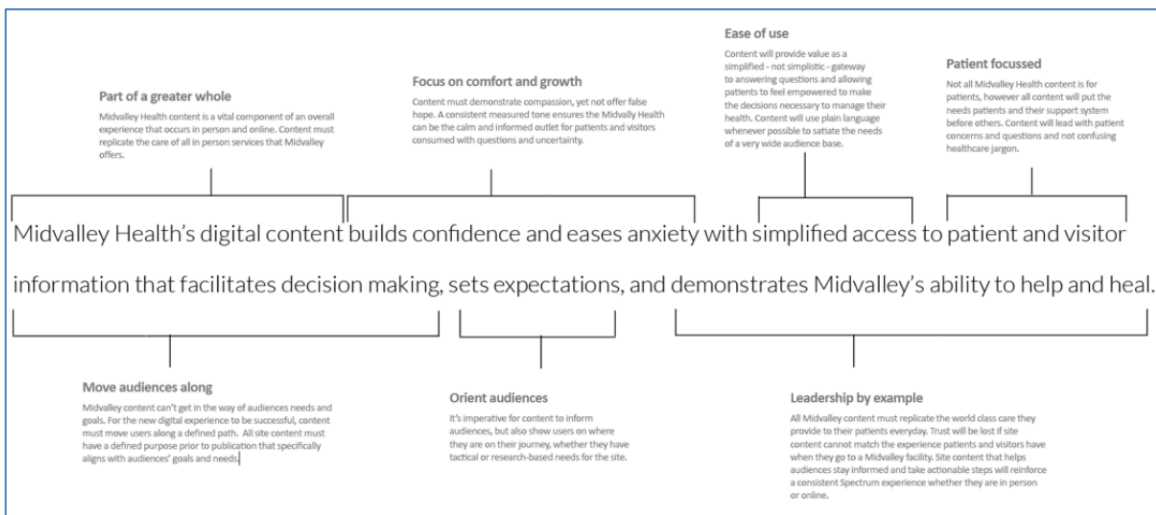 Ease of use
Content will provide value as a
simplified - not simplistic - gateway
to answering questions and allowing
patients to feel empowered to make
the decisions necessary to manage their
health. Content will use plain language
whenever possible to satiate the needs
of a very wide audience base.
Patient focussed
Not all Midvalley Health content is for
patients, however all content will put the
needs patients and their support system
before others. Content will lead with patient
concerns and questions and not confusing
healthcare jargon.
Focus on comfort and growth
Content must demonstrate compassion, yet not offer false
hope. A consistent measured tone ensures the Midvally Health
can be the calm and informed outlet for patients and visitors
consumed with questions and uncertainty.
Part of a greater whole
Midvalley Health content is a vital component of an overall
experience that occurs in person and online. Content must
replicate the care of all in person services that Midvalley
offers.
Midvalley Health's digital content builds confidence and eases anxiety with simplified access to patient and visitor
information that facilitates decision making, sets expectations, and demonstrates Midvalley's ability to help and heal.
Move audiences along
Midvalley content can't get in the way of audiences needs and
goals. For the new digital experience to be successful, content
must move users along a defined path. All site content must
have a defined purpose prior to publication that specifically
aligns with audiences' goals and needs.
Orient audiences
It's imperative for content to inform
audiences, but also show users on where
they are on their journey, whether they have
tactical or research-based needs for the site.
Leadership by example
All Midvalley content must replicate the world class care they
provide to their patients everyday. Trust will be lost if site
content cannot match the experience patients and visitors have
when they go to a Midvalley facility. Site content that helps
audiences stay informed and take actionable steps will reinforce
a consistent Spectrum experience whether they are in person
or online.